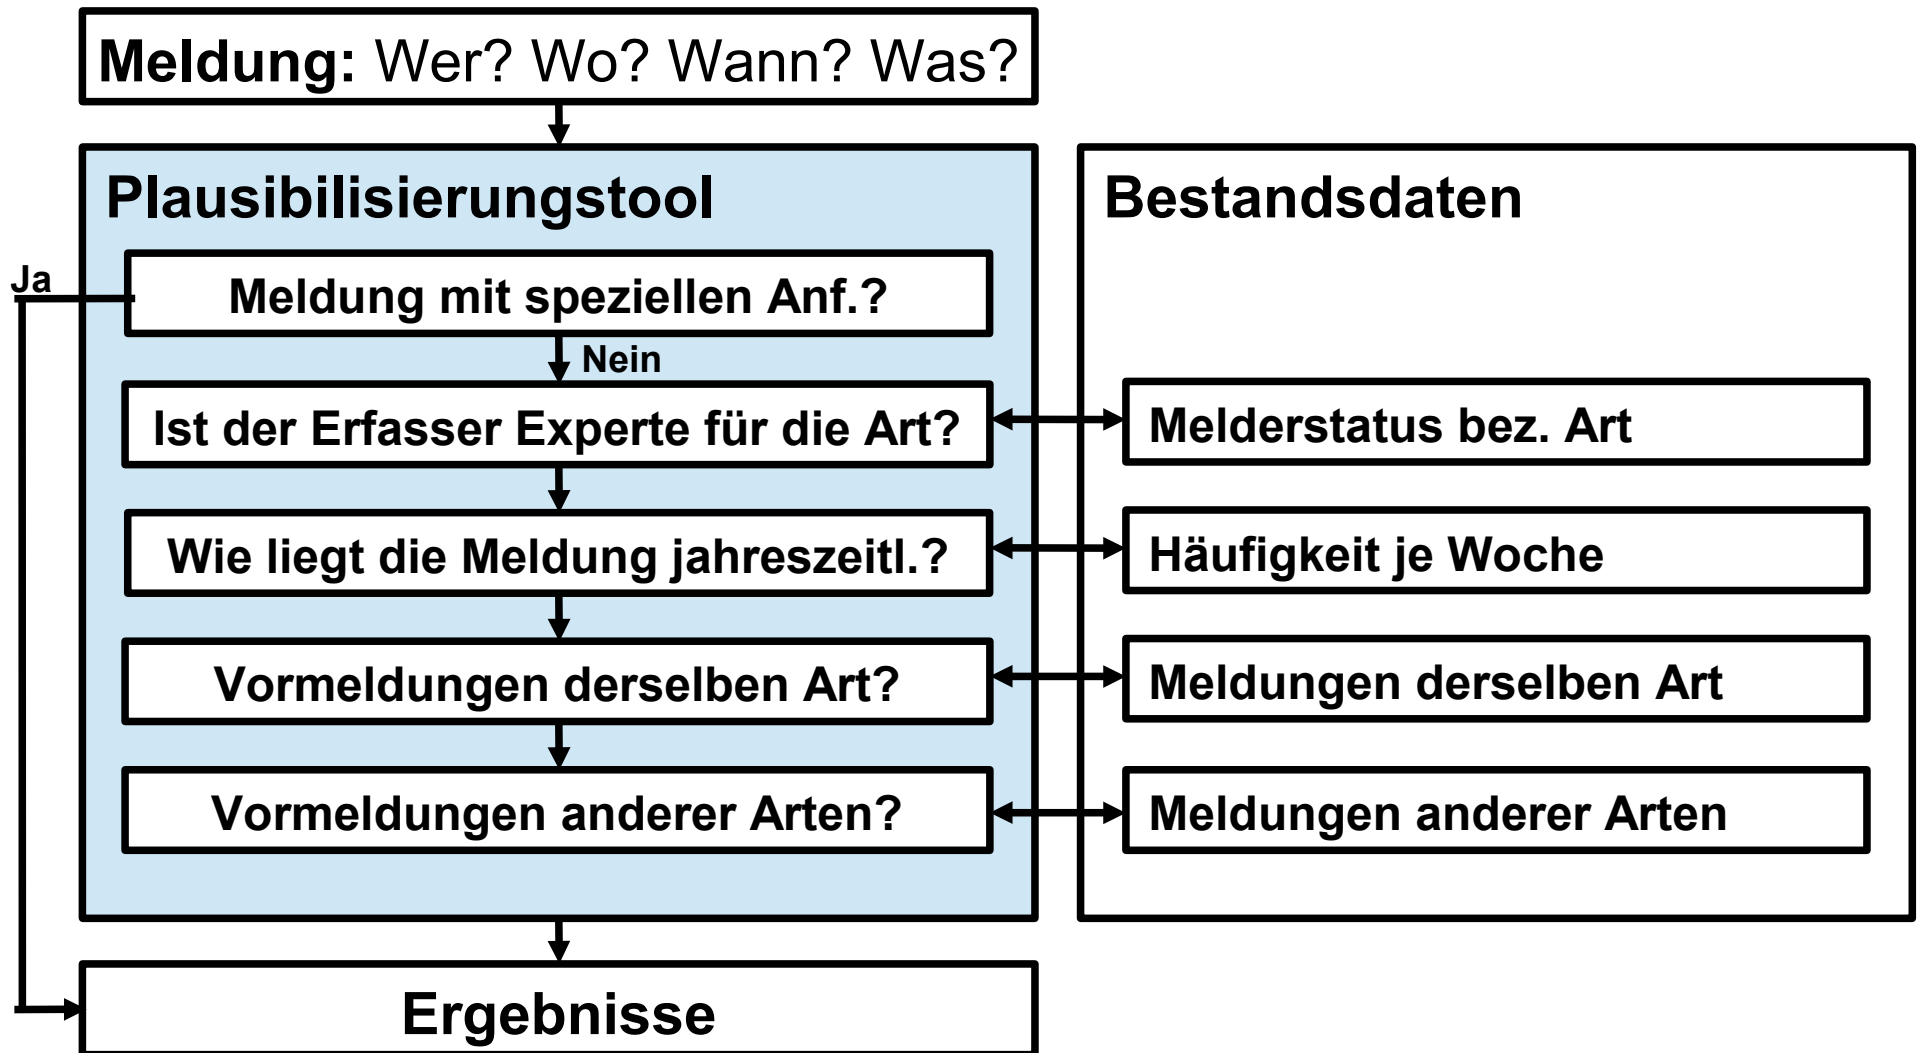 Meldung: Wer? Wo? Wann? Was?
Plausibilisierungstool
Ja
Meldung mit speziellen Anf.?
Nein
Ist der Erfasser Experte für die Art?
Wie liegt die Meldung jahreszeitl.?
Vormeldungen derselben Art?
Vormeldungen anderer Arten?
Bestandsdaten
Melderstatus bez. Art
Häufigkeit je Woche
Meldungen derselben Art
Meldungen anderer Arten
Ergebnisse